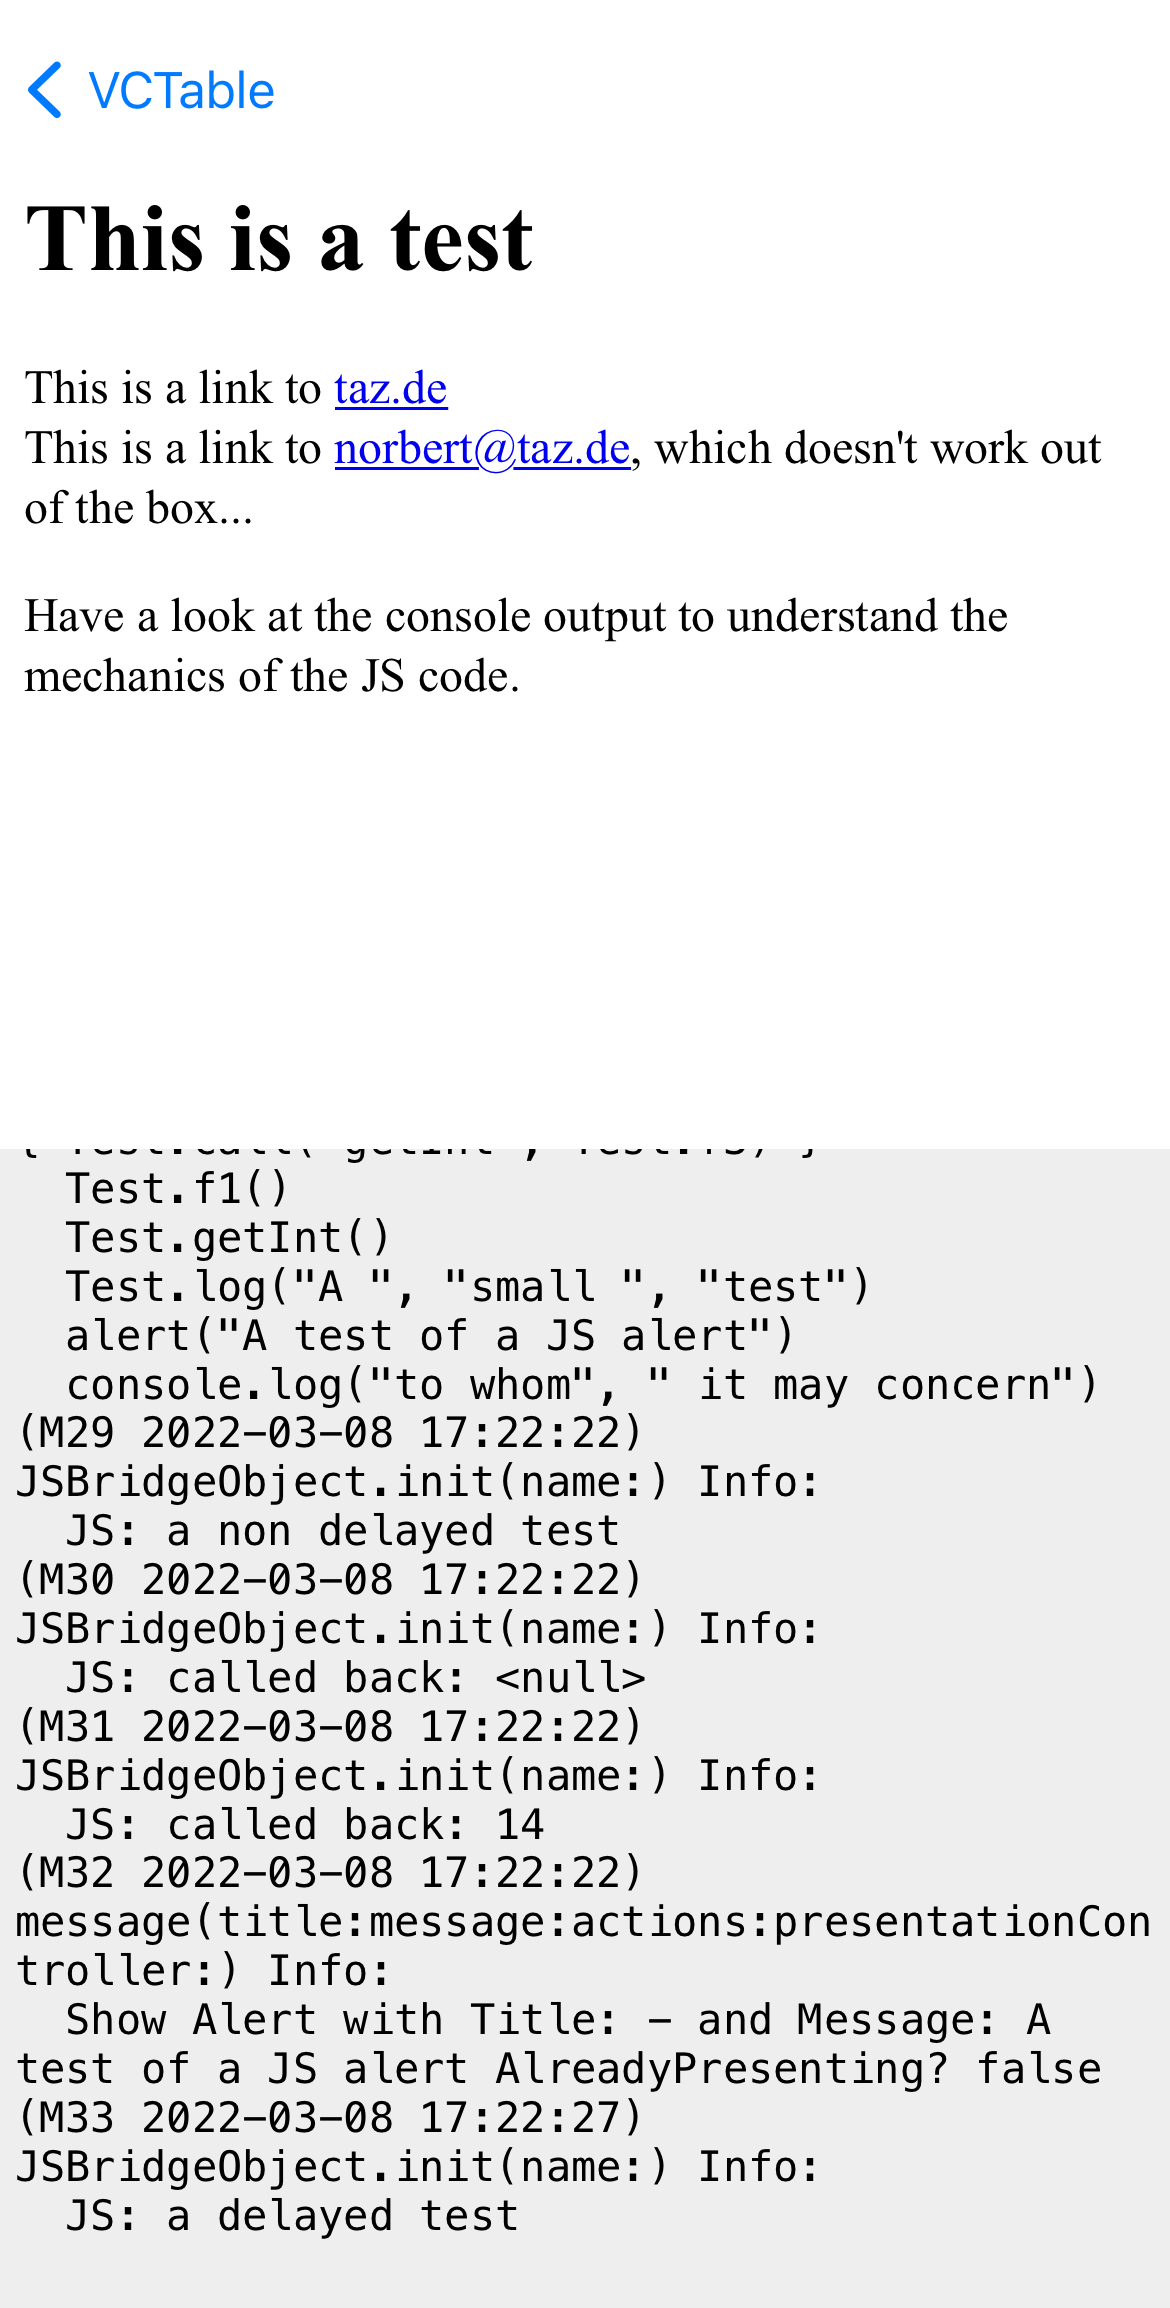 VCTable
This is a test
This is a link to taz.de
This is a link to norbert@taz.de, which doesn't work out
of the box...
Have a look at the console output to understand the
mechanics of the JS code.
  Test.f1()
  Test.getInt()
  Test.log("A ", "small ", "test")
  alert("A test of a JS alert")
  console.log("to whom", " it may concern")
(M29 2022-03-08 17:22:22)
JSBridgeObject.init(name:) Info:
  JS: a non delayed test
(M30 2022-03-08 17:22:22)
JSBridgeObject.init(name:) Info:
  JS: called back: <null>
(M31 2022-03-08 17:22:22)
JSBridgeObject.init(name:) Info:
  JS: called back: 14
(M32 2022-03-08 17:22:22)
message(title:message:actions:presentationCon
troller:) Info:
  Show Alert with Title: - and Message: A
test of a JS alert AlreadyPresenting? false
(M33 2022-03-08 17:22:27)
JSBridgeObject.init(name:) Info:
  JS: a delayed test